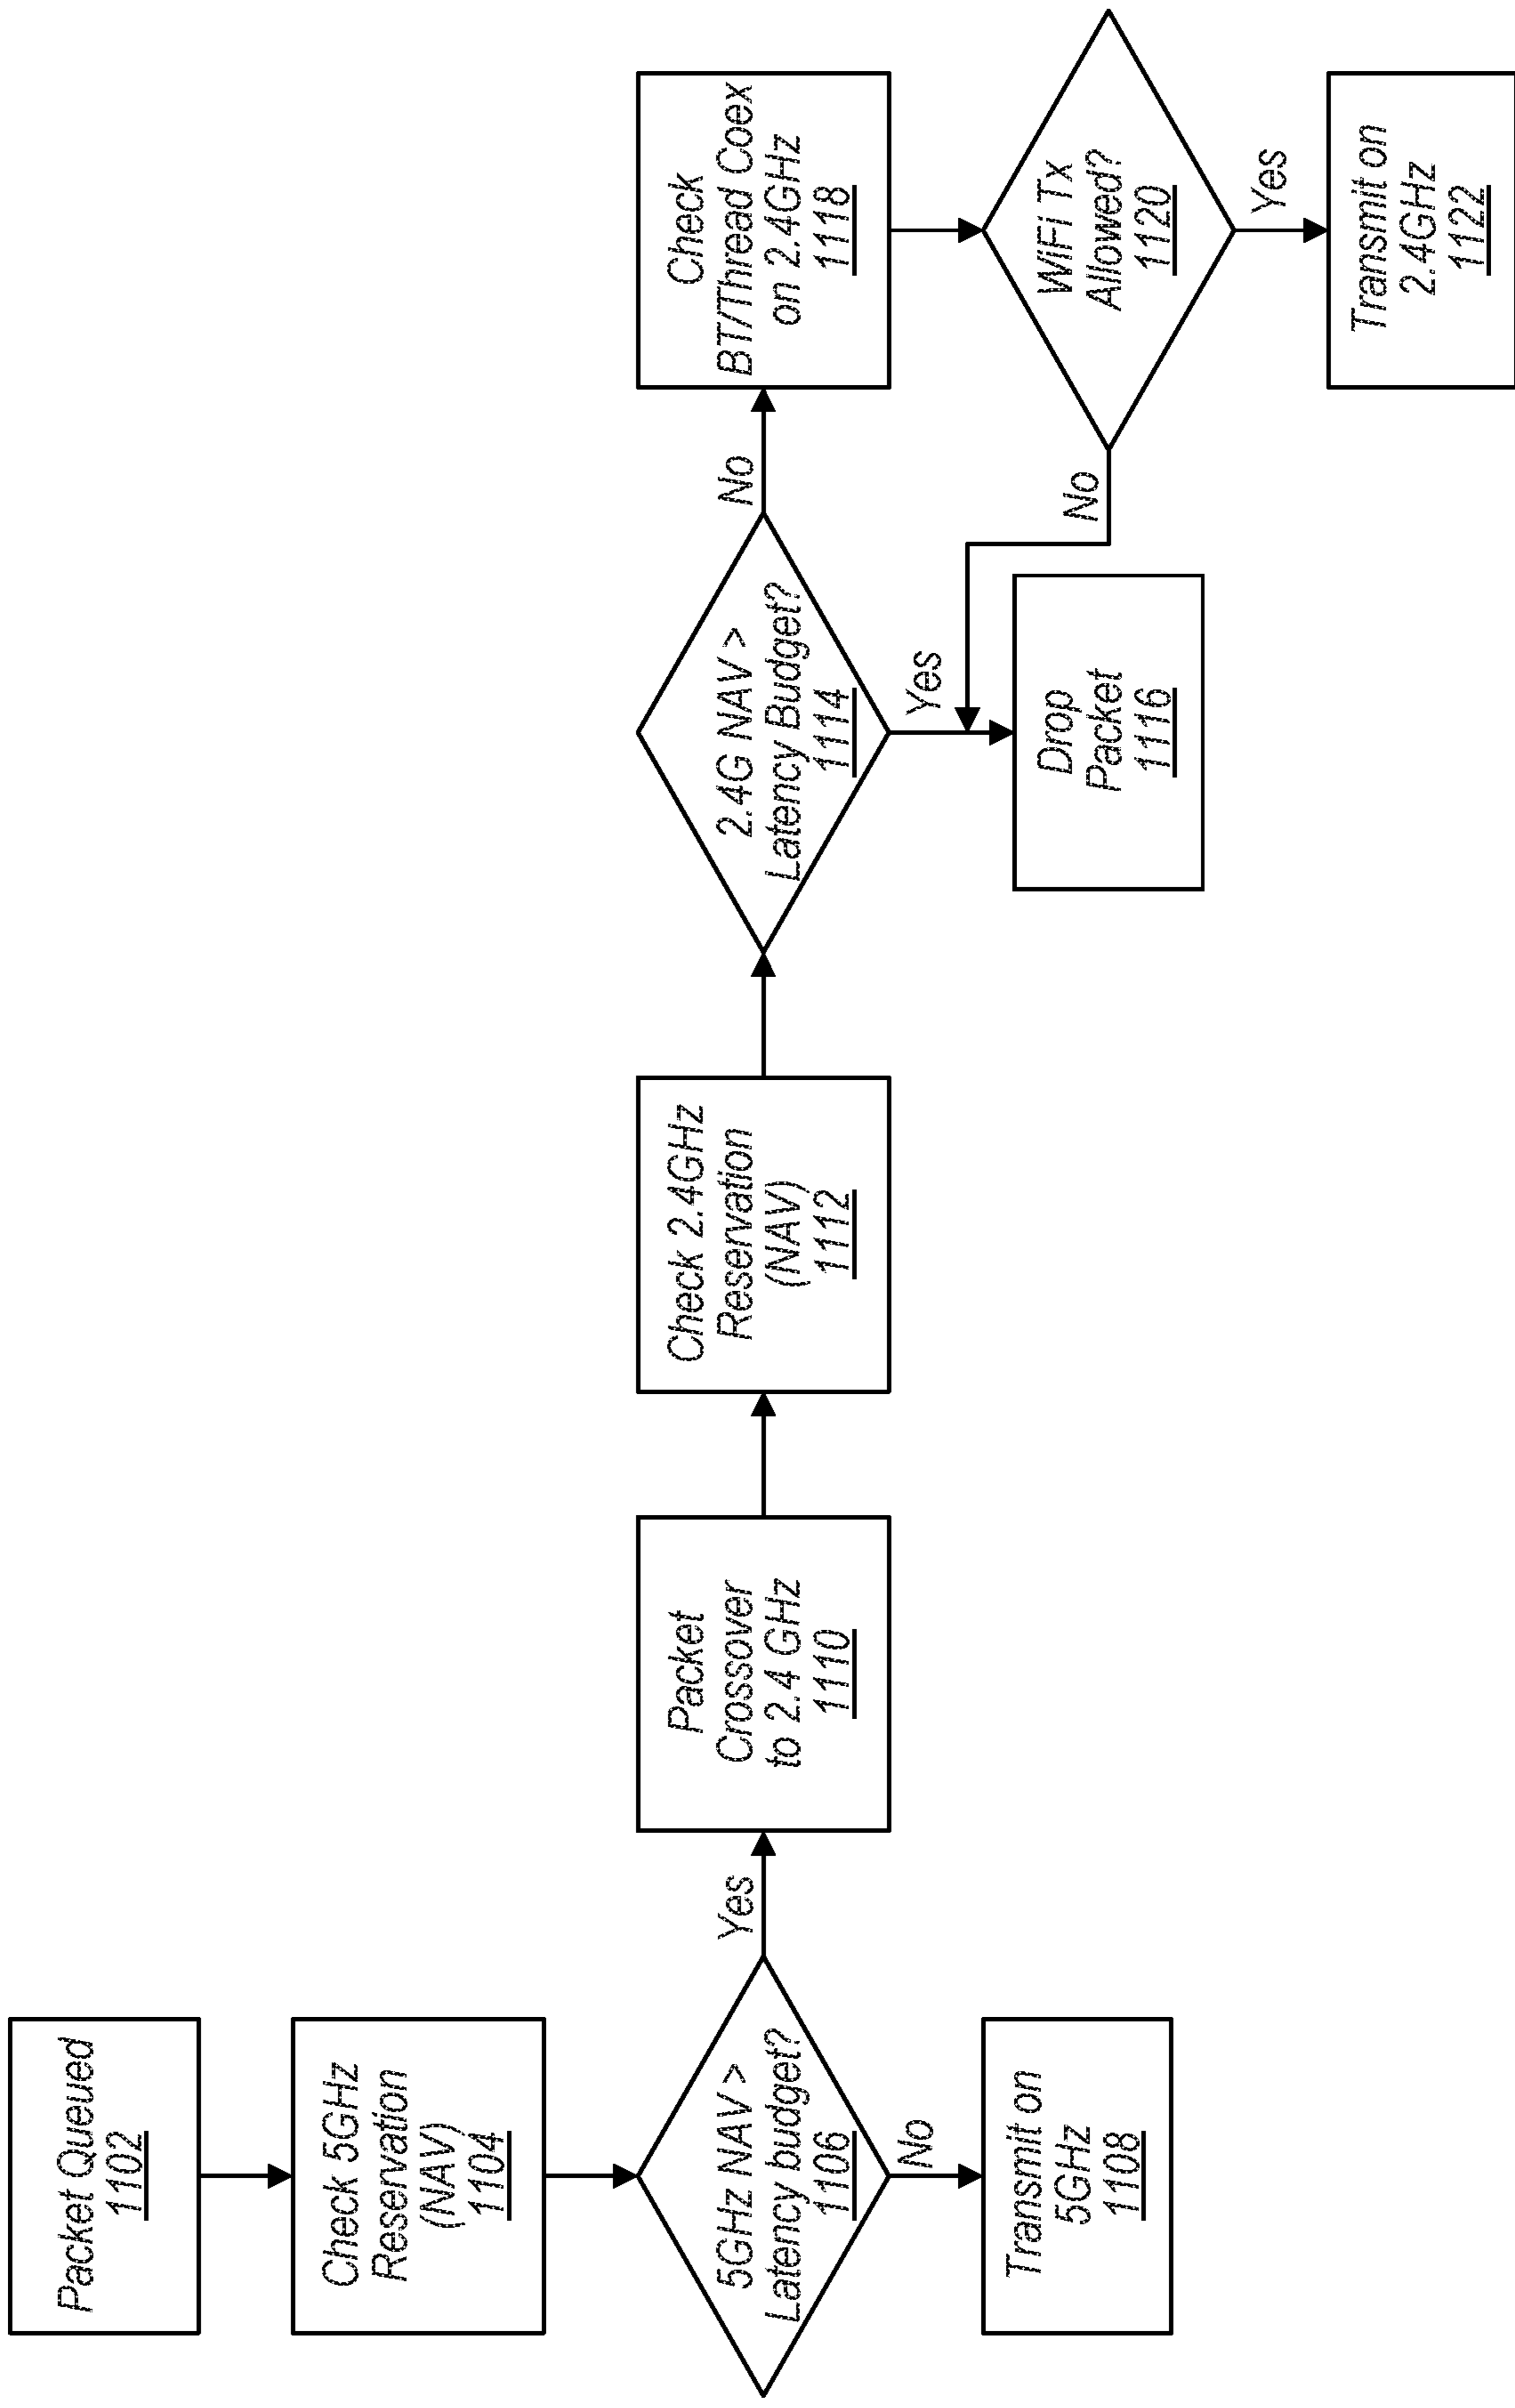 Packet Queued
1102
Check 5GHz
Reservation
(NAV)
1104
5GHz NAV >
Latency budget?
1106
No
Transmit on
5GHz
1108
Yes
Packet
Crossover
to 2.4 GHz
1110
Check 2.4GHz
Reservation
(NAV)
1112
2.4G NAV >
Latency Budget?
1114
Yes
Drop
Packet
1116
No
Check
BT/Thread Coex
on 2.4GHz
1118
WiFi Tx
Allowed?
1120
No
Yes
Transmit on
2.4GHz
1122